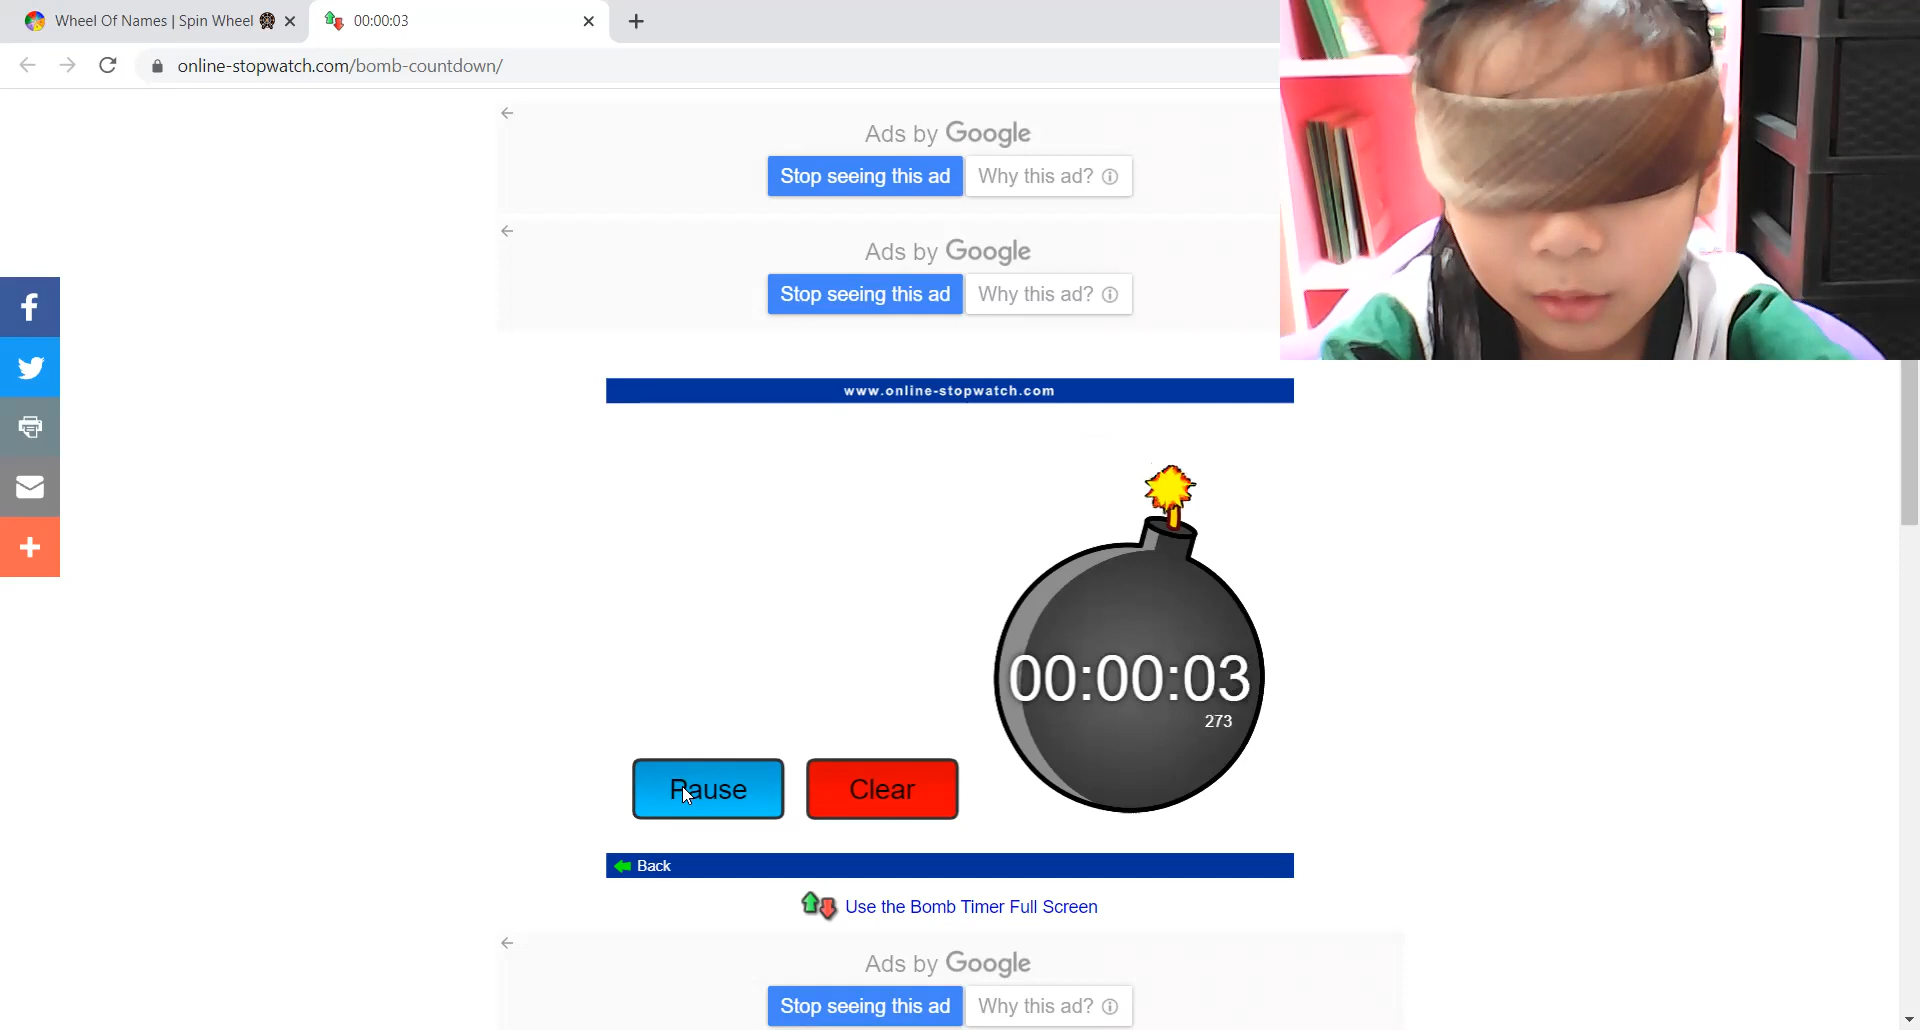 Wheel Of Names | Spin Wheel
00:00:03
online-stopwatch.com/bomb-countdown/
Ads by Google
Stop seeing this ad
Why this ad?
Ads by Google
Stop seeing this ad
Why this ad?
www.online-stopwatch.com
00:00:03
273
Pause
Clear
Back
Use the Bomb Timer Full Screen
Ads by Google
Stop seeing this ad
Why this ad?